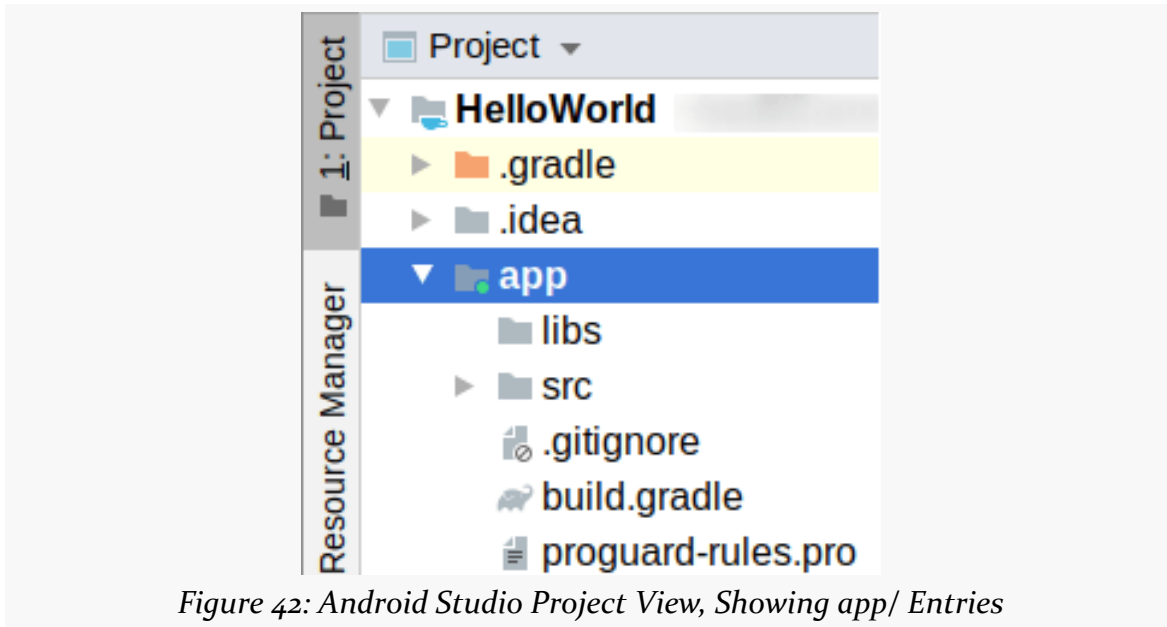 1: Project
Resource Manager
Project
HelloWorld
.gradle
.idea
app
libs
src
.gitignore
build.gradle
proguard-rules.pro
Figure 42: Android Studio Project View, Showing app/ Entries